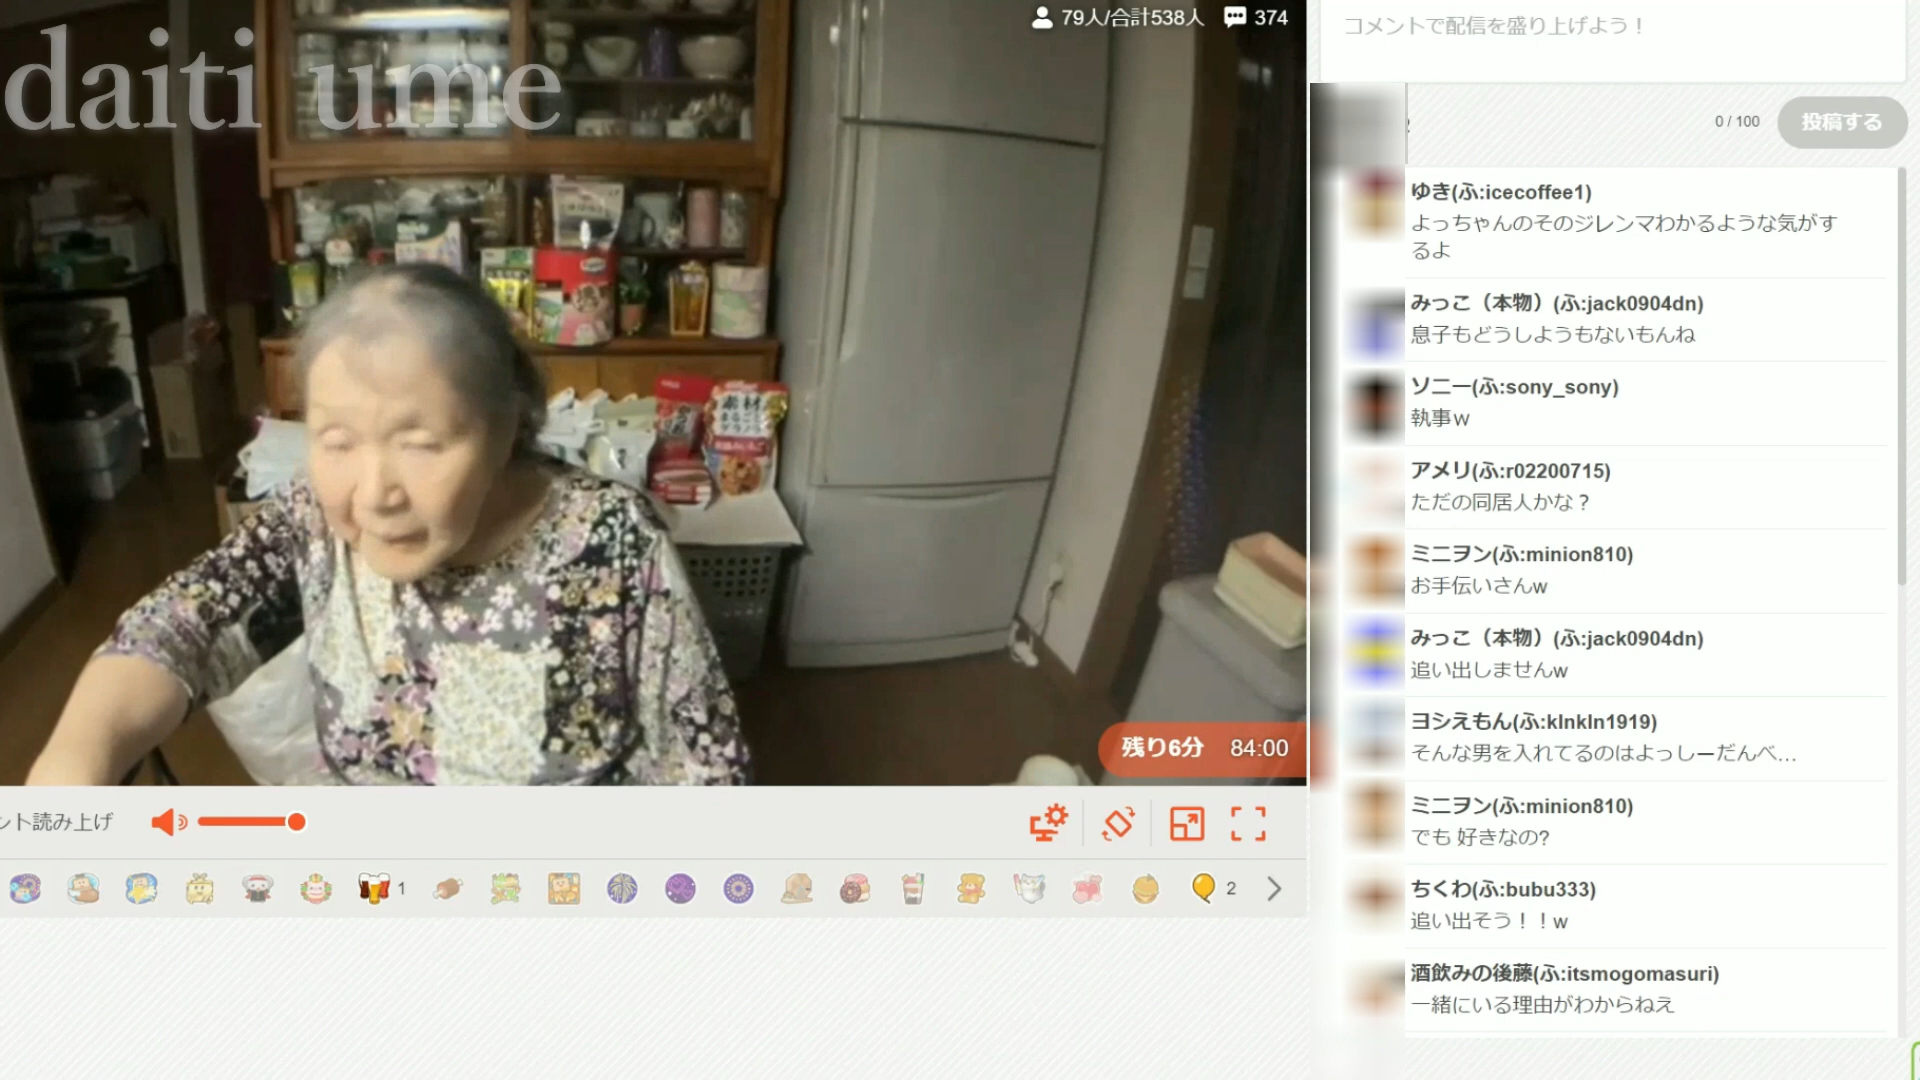 daiti ume
79人/合計538人 374
コメントで配信を盛り上げよう！
0 / 100 投稿する
ゆき(ふ:icecoffee1)
よっちゃんのそのジレンマわかるような気がす
るよ
みっこ（本物）(ふ:jack0904dn)
息子もどうしようもないもんね
ソニー(ふ:sony_sony)
執事ｗ
アメリ(ふ:r02200715)
ただの同居人かな？
ミニヲン(ふ:minion810)
お手伝いさんw
みっこ（本物）(ふ:jack0904dn)
追い出しませんw
ヨシえもん(ふ:klnkln1919)
そんな男を入れてるのはよっしーだんべ…
ミニヲン(ふ:minion810)
でも 好きなの?
ちくわ(ふ:bubu333)
追い出そう！！w
酒飲みの後藤(ふ:itsmogomasuri)
一緒にいる理由がわからねえ
素材
まるごと
グラノラ
残り6分 84:00
ント読み上げ
1
2